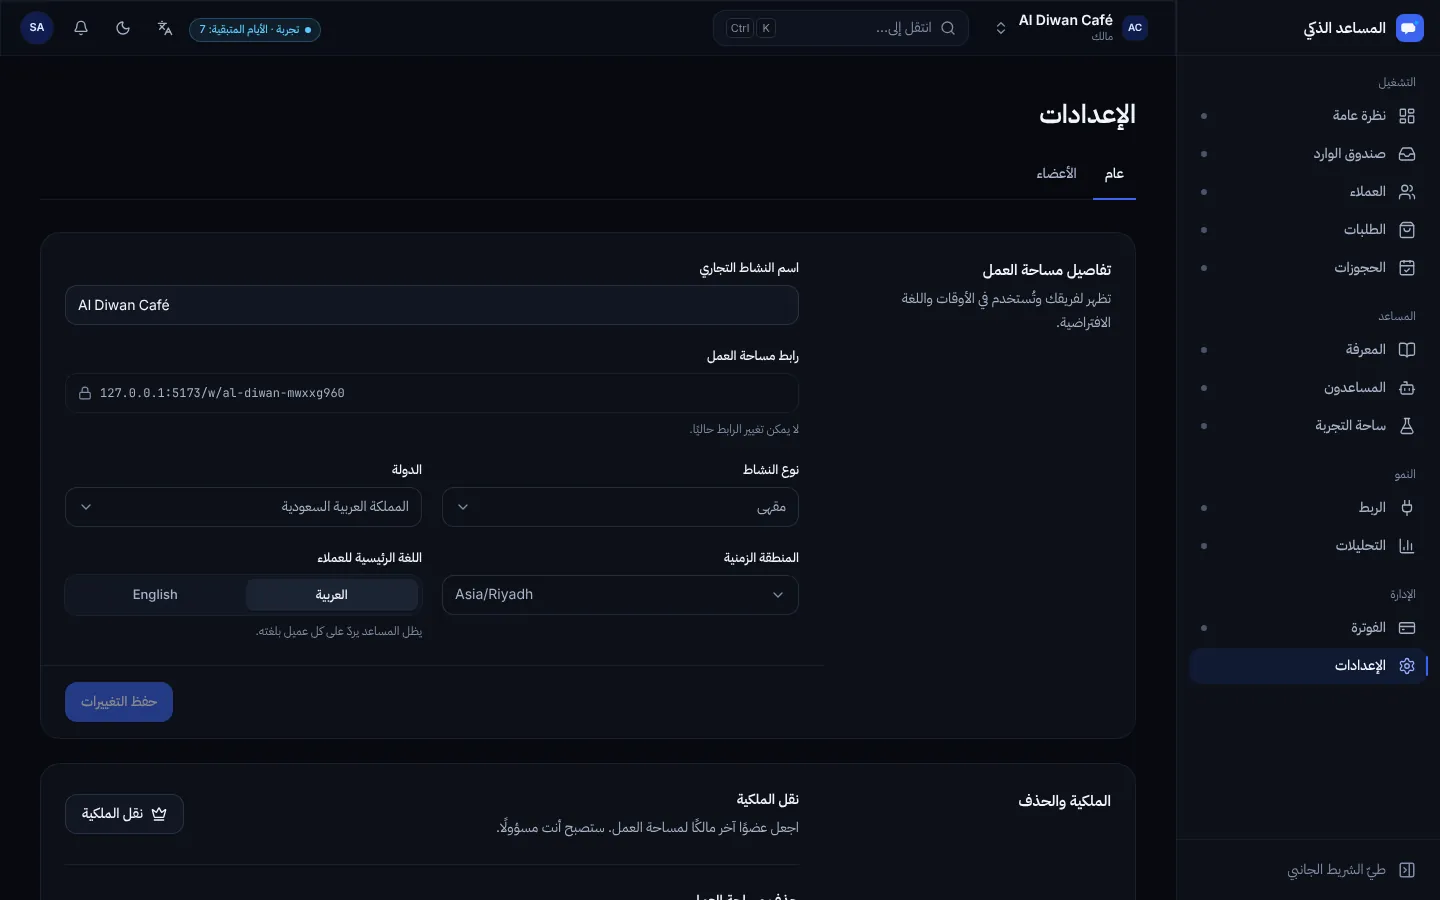 المساعد الذكي
AC
Al Diwan Café
مالك
انتقل إلى...
Ctrl K
تجربة · الأيام المتبقية: 7
SA
التشغيل
نظرة عامة
صندوق الوارد
العملاء
الطلبات
الحجوزات
المساعد
المعرفة
المساعدون
ساحة التجربة
النمو
الربط
التحليلات
الإدارة
الفوترة
الإعدادات
طيّ الشريط الجانبي
الإعدادات
عام
الأعضاء
تفاصيل مساحة العمل
تظهر لفريقك وتُستخدم في الأوقات واللغة
الافتراضية.
اسم النشاط التجاري
Al Diwan Café
رابط مساحة العمل
127.0.0.1:5173/w/al-diwan-mwxxg960
لا يمكن تغيير الرابط حاليًا.
نوع النشاط
مقهى
الدولة
المملكة العربية السعودية
المنطقة الزمنية
Asia/Riyadh
اللغة الرئيسية للعملاء
العربية
English
يظل المساعد يردّ على كل عميل بلغته.
حفظ التغييرات
الملكية والحذف
نقل الملكية
اجعل عضوًا آخر مالكًا لمساحة العمل. ستصبح أنت مسؤولًا.
نقل الملكية